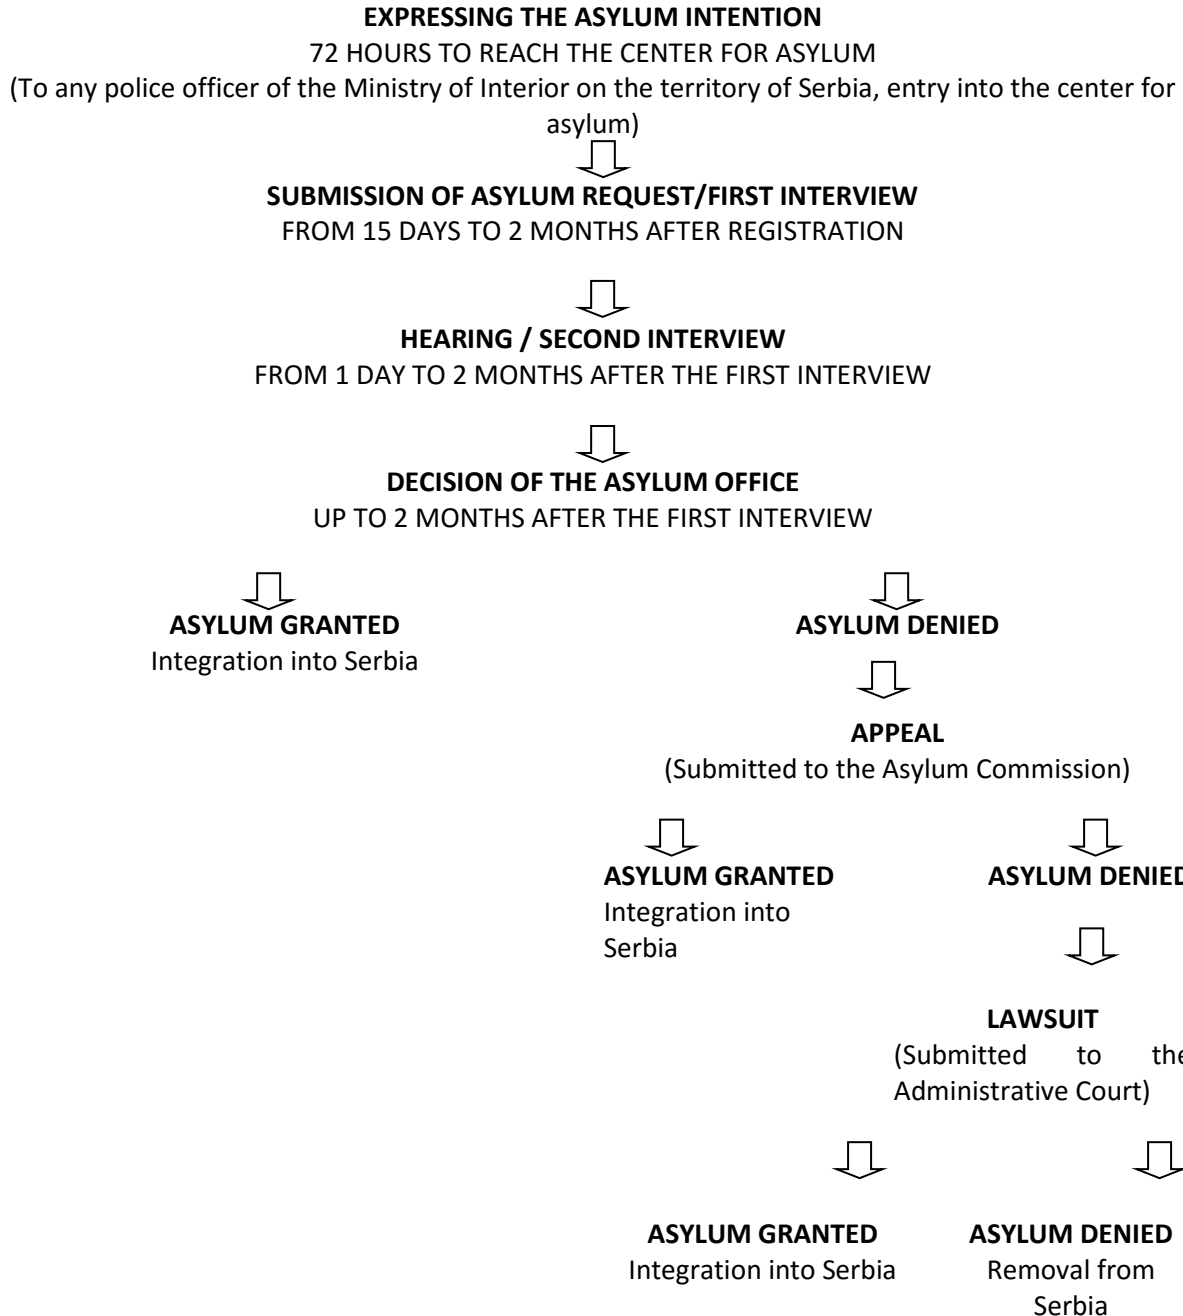 EXPRESSING THE ASYLUM INTENTION
72 HOURS TO REACH THE CENTER FOR ASYLUM
(To any police officer of the Ministry of Interior on the territory of Serbia, entry into the center for
asylum)
SUBMISSION OF ASYLUM REQUEST/FIRST INTERVIEW
FROM 15 DAYS TO 2 MONTHS AFTER REGISTRATION
HEARING / SECOND INTERVIEW
FROM 1 DAY TO 2 MONTHS AFTER THE FIRST INTERVIEW
DECISION OF THE ASYLUM OFFICE
UP TO 2 MONTHS AFTER THE FIRST INTERVIEW
ASYLUM GRANTED
Integration into Serbia
ASYLUM DENIED
APPEAL
(Submitted to the Asylum Commission)
ASYLUM GRANTED
Integration into
Serbia
ASYLUM DENIED
LAWSUIT
(Submitted to the
Administrative Court)
ASYLUM GRANTED
Integration into Serbia
ASYLUM DENIED
Removal from
Serbia